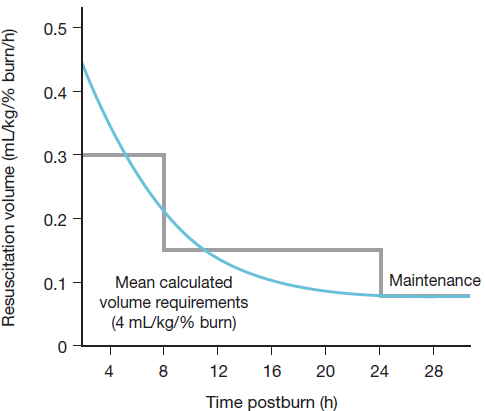 Resuscitation volume (mL/kg/% burn/h)
0.5
0.4
0.3
0.2
0.1
0
Maintenance
Mean calculated
volume requirements
(4 mL/kg/% burn)
4 8 12 16 20 24 28
Time postburn (h)